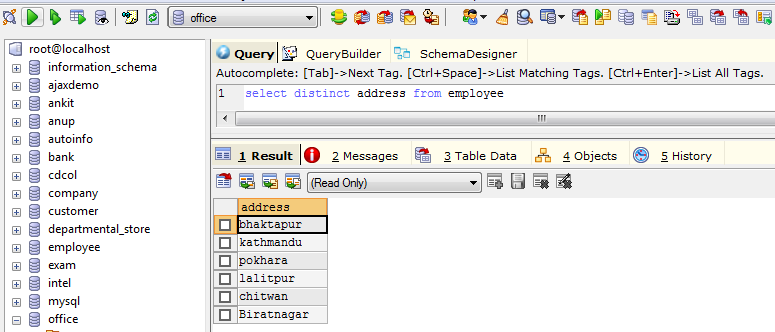 office
root@localhost
information_schema
ajaxdemo
ankit
anup
autoinfo
bank
cdcol
company
customer
departmental_store
employee
exam
intel
mysql
office
Query QueryBuilder SchemaDesigner
Autocomplete: [Tab]->Next Tag. [Ctrl+Space]->List Matching Tags. [Ctrl+Enter]->List All Tags.
1 select distinct address from employee
1 Result 2 Messages 3 Table Data 4 Objects 5 History
(Read Only)
address
bhaktapur
kathmandu
pokhara
lalitpur
chitwan
Biratnagar